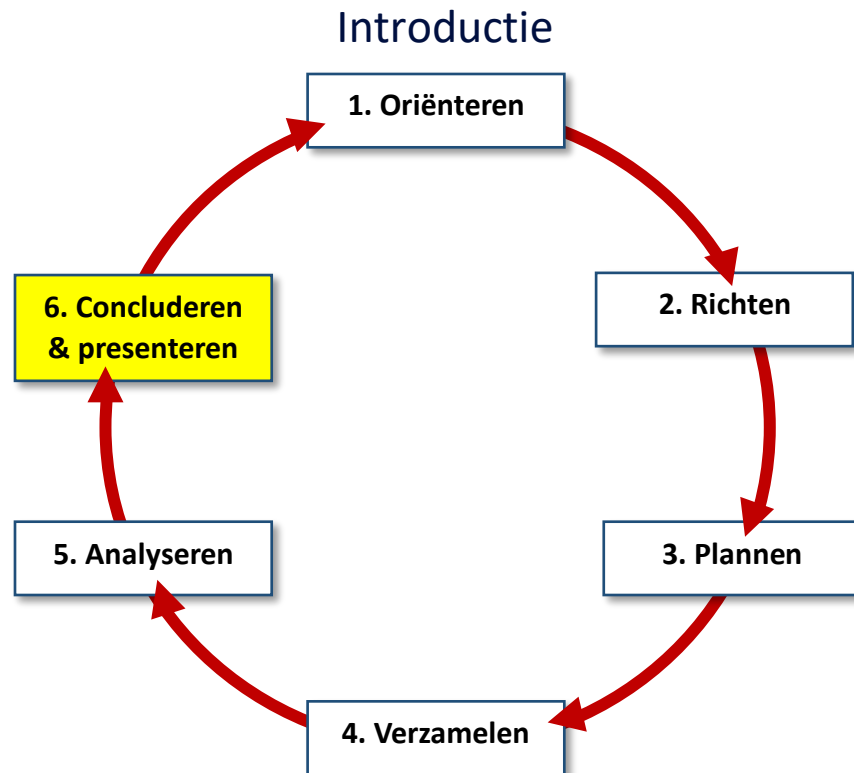 Introductie
1. Oriënteren
2. Richten
3. Plannen
4. Verzamelen
5. Analyseren
6. Concluderen
& presenteren